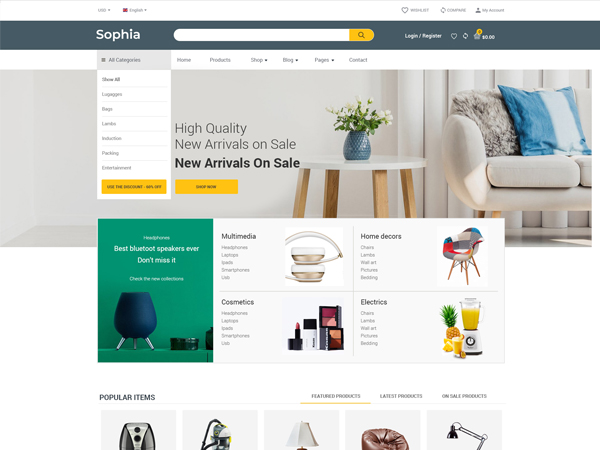 USD
English
WISHLIST
COMPARE
My Account
Sophia
Login / Register
0
$0.00
All Categories
Home
Products
Shop
Blog
Pages
Contact
Show All
Lugagges
Bags
Lambs
Induction
Packing
Entertainment
USE THE DISCOUNT - 60% OFF
High Quality
New Arrivals on Sale
New Arrivals On Sale
SHOP NOW
Headphones
Best bluetoot speakers ever
Don't miss it
Check the new collections
Multimedia
Headphones
Laptops
Ipads
Smartphones
Usb
Home decors
Chairs
Lambs
Wall art
Pictures
Bedding
Cosmetics
Headphones
Laptops
Ipads
Smartphones
Usb
Electrics
Chairs
Lambs
Wall art
Pictures
Bedding
POPULAR ITEMS
FEATURED PRODUCTS
LATEST PRODUCTS
ON SALE PRODUCTS